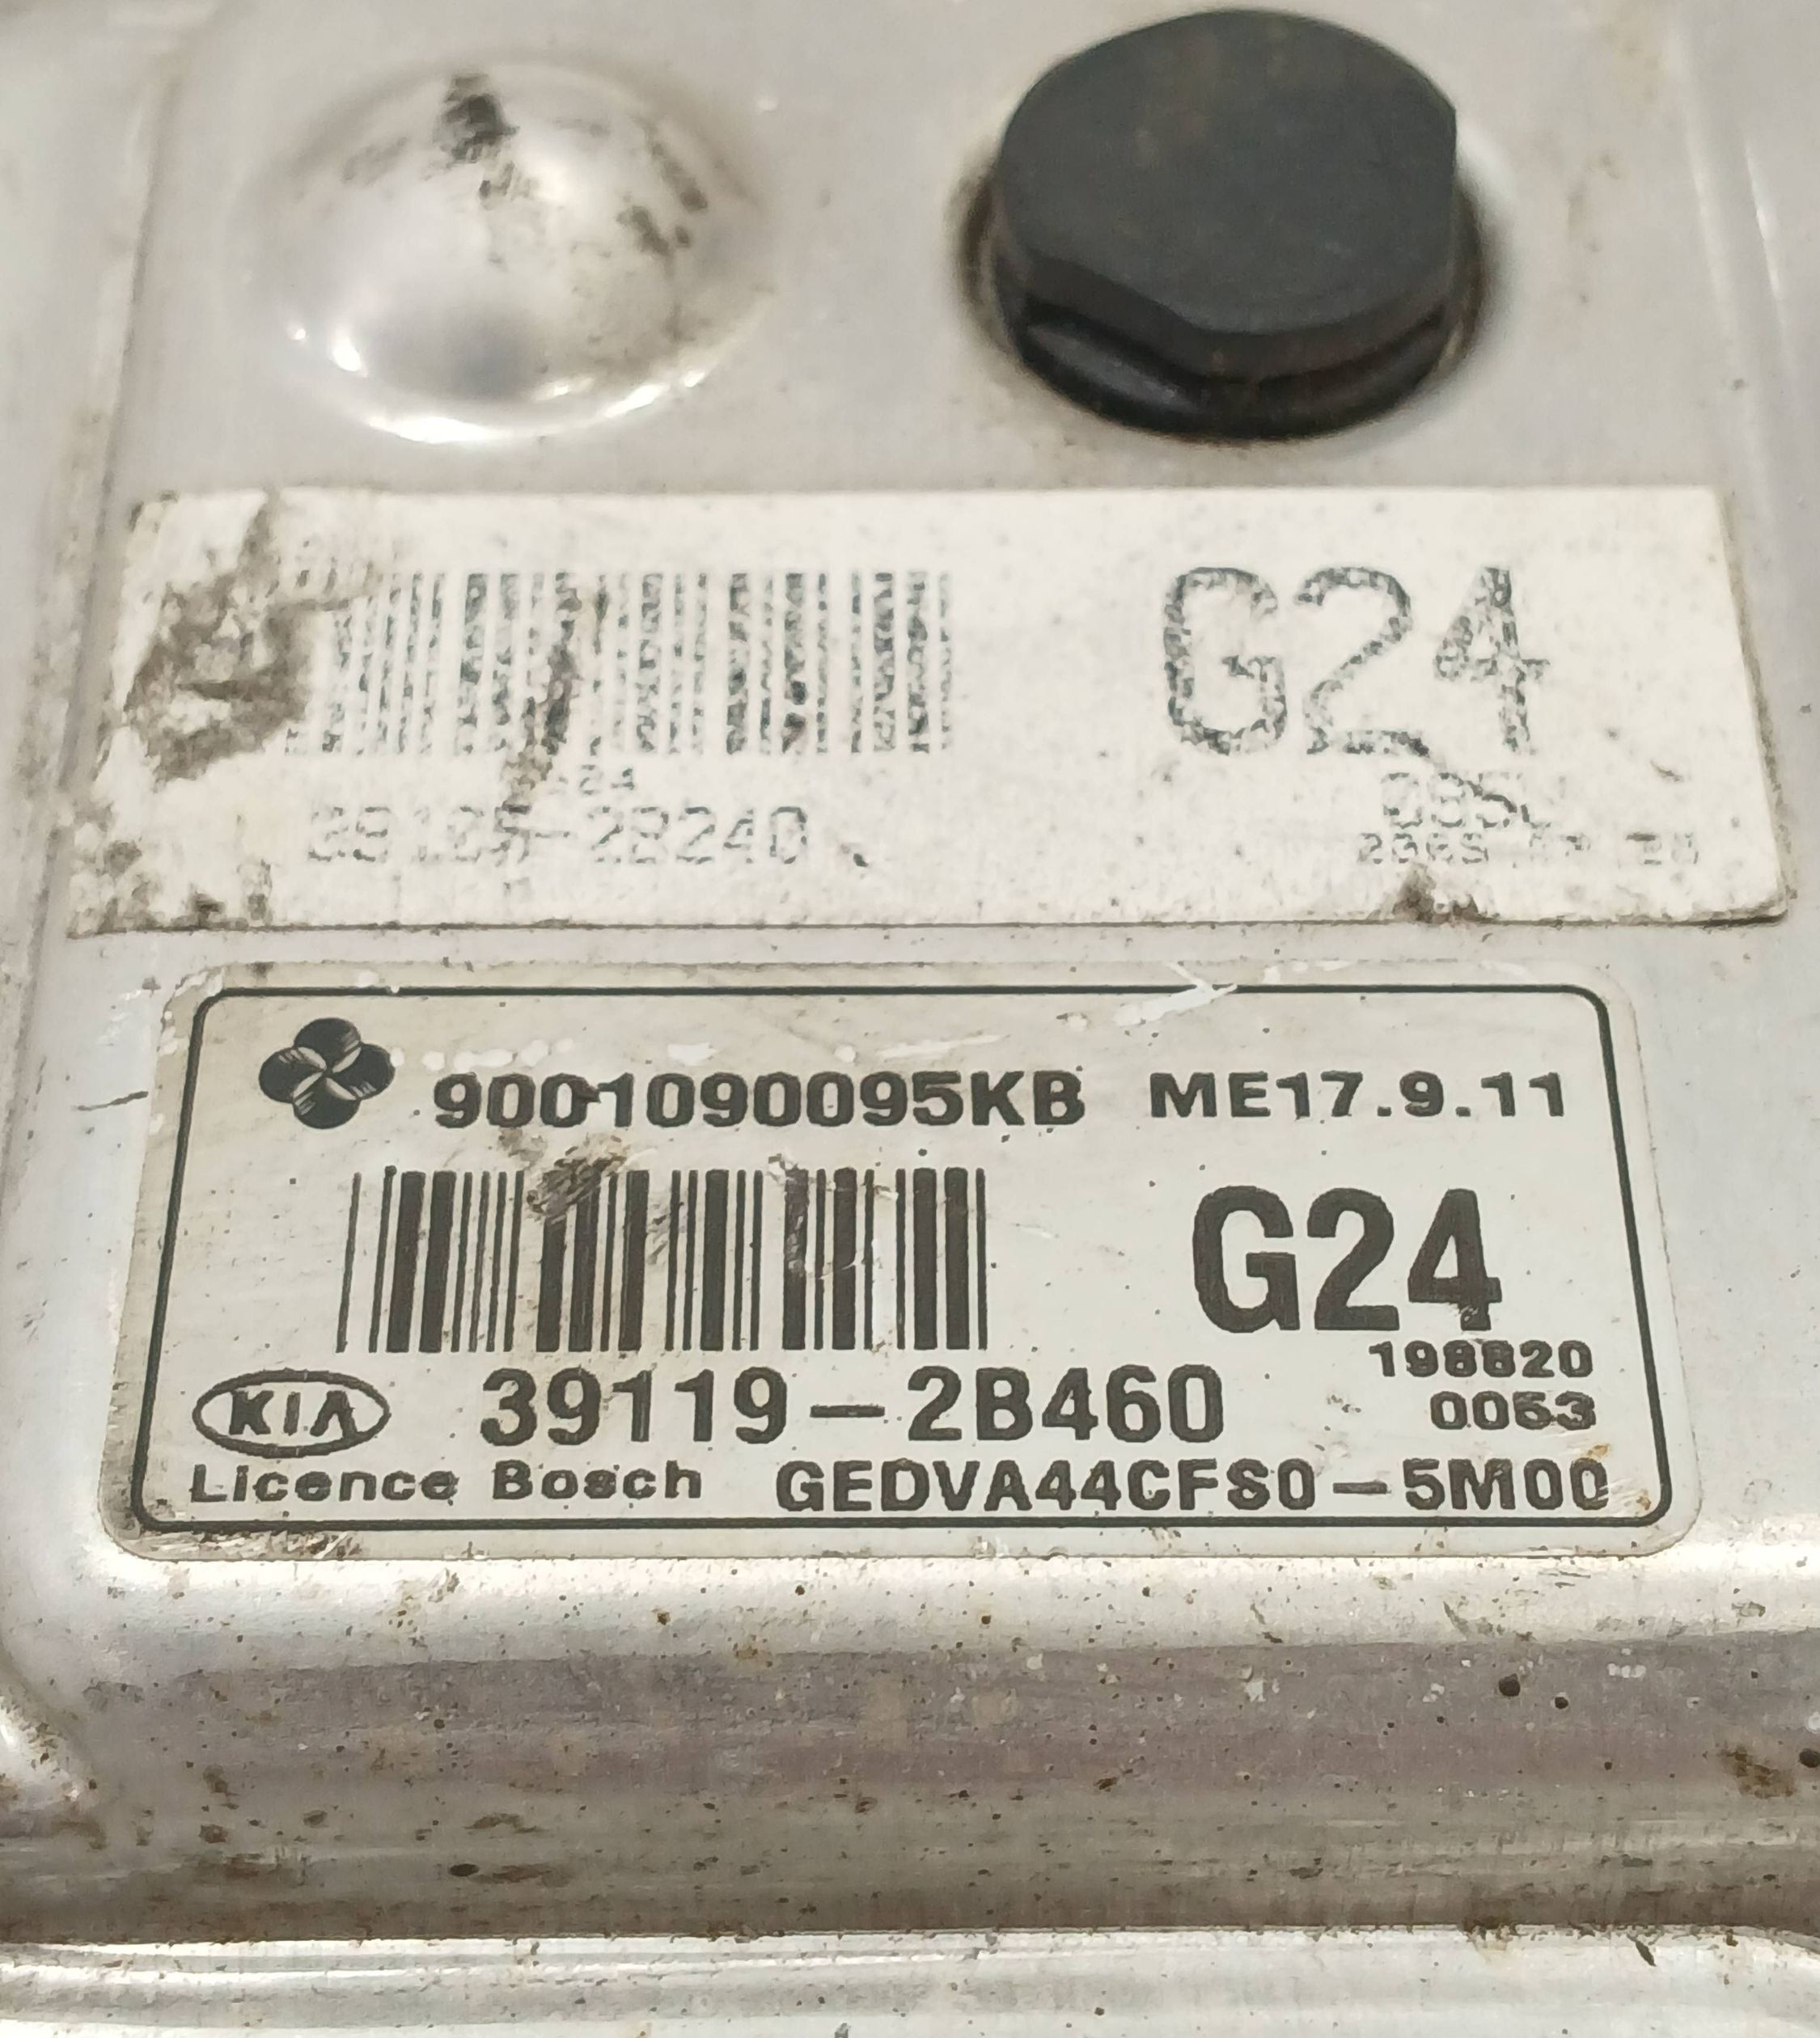 G24
9001090095KB ME17.9.11
G24
198820
KIA 39119-2B460
0053
Licence Bosch GEDVA44CFS0-5M00